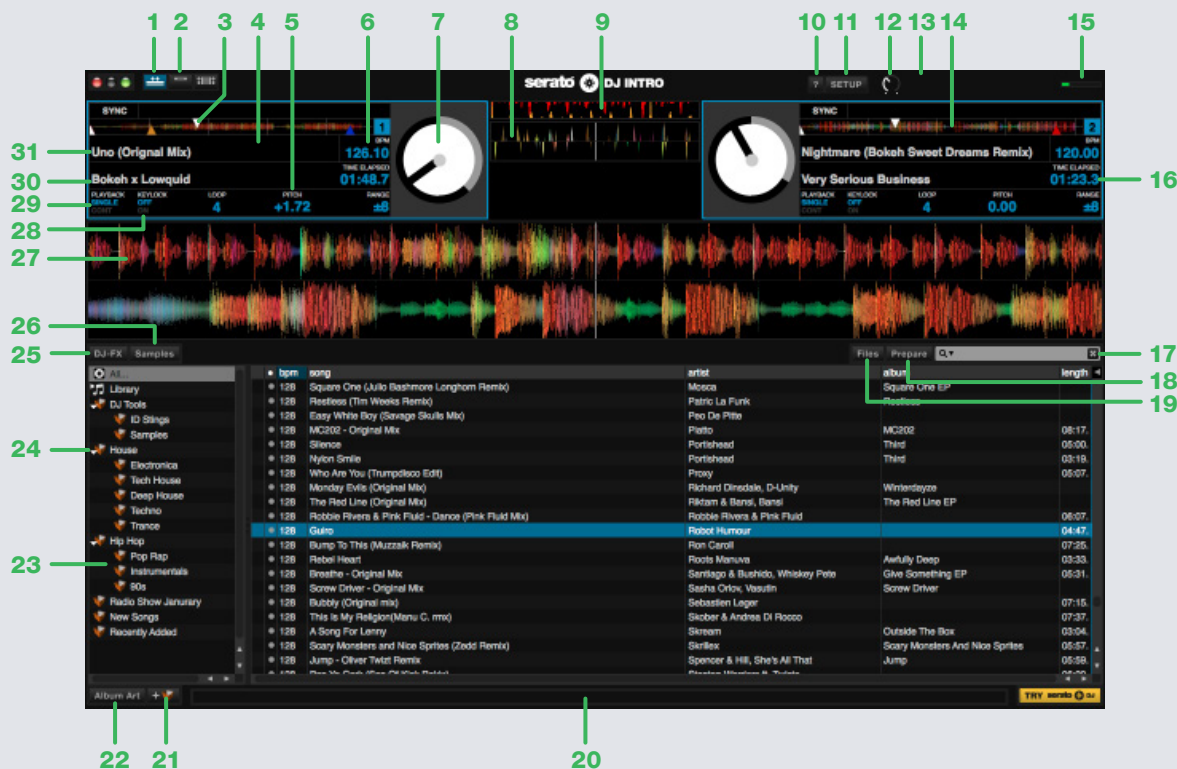 1 2 3 4 5 6 7 8 9 10 11 12 13 14 15
serato DJ INTRO
? SETUP
SYNC
1
BPM
Uno (Orignal Mix) 126.10
TIME ELAPSED
Bokeh x Lowquid 01:48.7
PLAYBACK KEYLOCK LOOP PITCH RANGE
SINGLE OFF 4 +1.72 ±8
CONT ON
SYNC
2
BPM
Nightmare (Bokeh Sweet Dreams Remix) 120.00
TIME ELAPSED
Very Serious Business 01:23.3
PLAYBACK KEYLOCK LOOP PITCH RANGE
SINGLE OFF 4 0.00 ±8
CONT ON
31
30
29
28
27
26
25
24
23
16
17
18
19
DJ-FX Samples
Files Prepare
All...
Library
DJ Tools
ID Stings
Samples
House
Electronica
Tech House
Deep House
Techno
Trance
Hip Hop
Pop Rap
Instrumentals
90s
Radio Show Janurary
New Songs
Recently Added
bpm song artist album length
128 Square One (Julio Bashmore Longhorn Remix) Mosca Square One EP
128 Restless (Tim Weeks Remix) Patric La Funk Restless
128 Easy White Boy (Savage Skulls Mix) Peo De Pitte
128 MC202 - Original Mix Platto MC202 08:17.
128 Silence Portishead Third 05:00.
128 Nylon Smile Portishead Third 03:19.
128 Who Are You (Trumpdisco Edit) Proxy 05:07.
128 Monday Evils (Original Mix) Richard Dinsdale, D-Unity Winterdayze
128 The Red Line (Original Mix) Riktam & Bansi, Bansi The Red Line EP
128 Robbie Rivera & Pink Fluid - Dance (Pink Fluid Mix) Robbie Rivera & Pink Fluid 06:07.
128 Guiro Robot Humour 04:47.
128 Bump To This (Muzzaik Remix) Ron Caroll 07:25.
128 Rebel Heart Roots Manuva Awfully Deep 03:33.
128 Breathe - Original Mix Santiago & Bushido, Whiskey Pete Give Something EP 05:31.
128 Screw Driver - Original Mix Sasha Orlov, Vasutin Screw Driver
128 Bubbly (Original mix) Sebastien Leger 07:15.
128 This Is My Religion(Manu C. rmx) Skober & Andrea Di Rocco 07:37.
128 A Song For Lenny Skream Outside The Box 03:04.
128 Scary Monsters and Nice Sprites (Zedd Remix) Skrillex Scary Monsters And Nice Sprites 05:57.
128 Jump - Oliver Twizt Remix Spencer & Hill, She's All That Jump 05:59.
Album Art +
TRY serato DJ
22 21 20